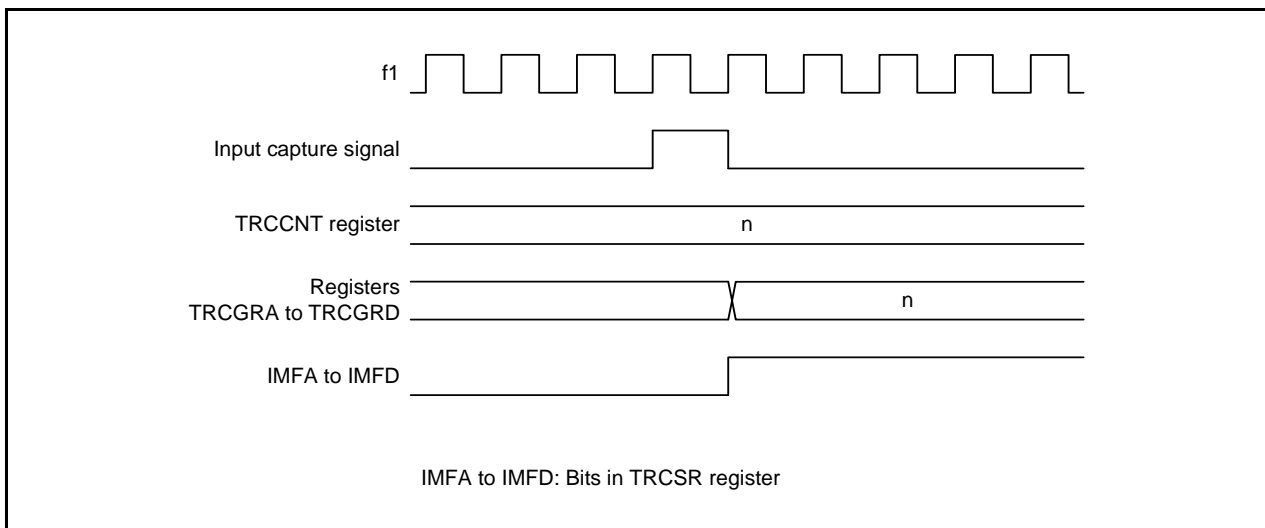 f1
Input capture signal
TRCCNT register
n
Registers
TRCGRA to TRCGRD
n
IMFA to IMFD
IMFA to IMFD: Bits in TRCSR register